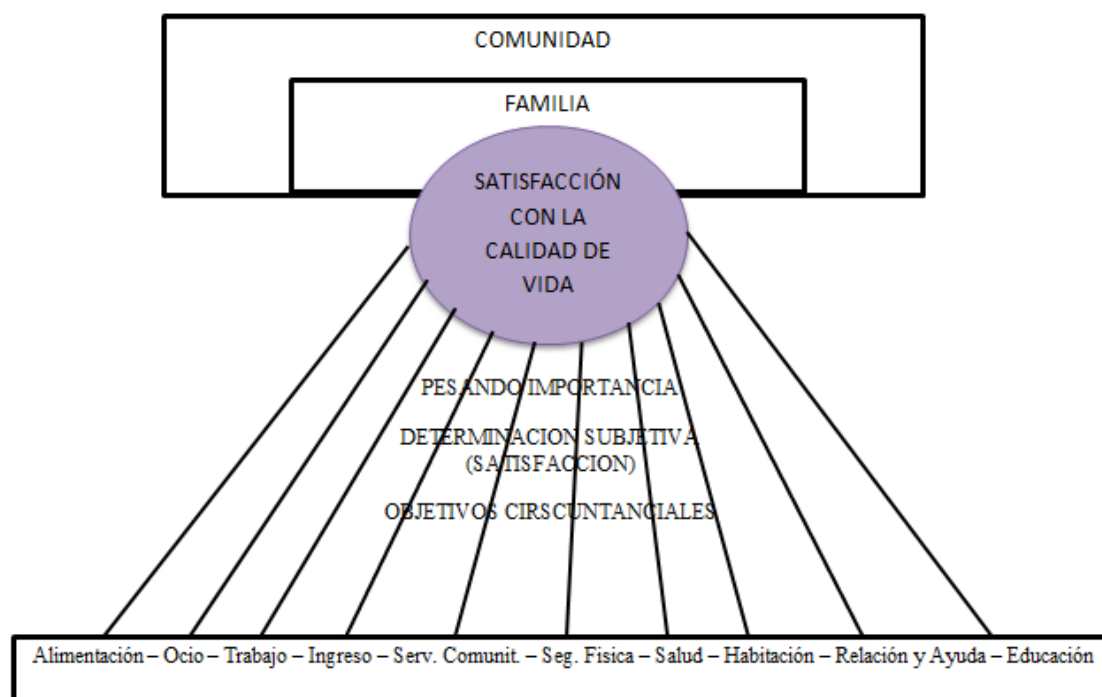 COMUNIDAD
FAMILIA
SATISFACCIÓN
CON LA
CALIDAD DE
VIDA
PESANDO IMPORTANCIA
DETERMINACION SUBJETIVA
(SATISFACCION)
OBJETIVOS CIRSCUNTANCIALES
Alimentación – Ocio – Trabajo – Ingreso – Serv. Comunit. – Seg. Fisica – Salud – Habitación – Relación y Ayuda – Educación